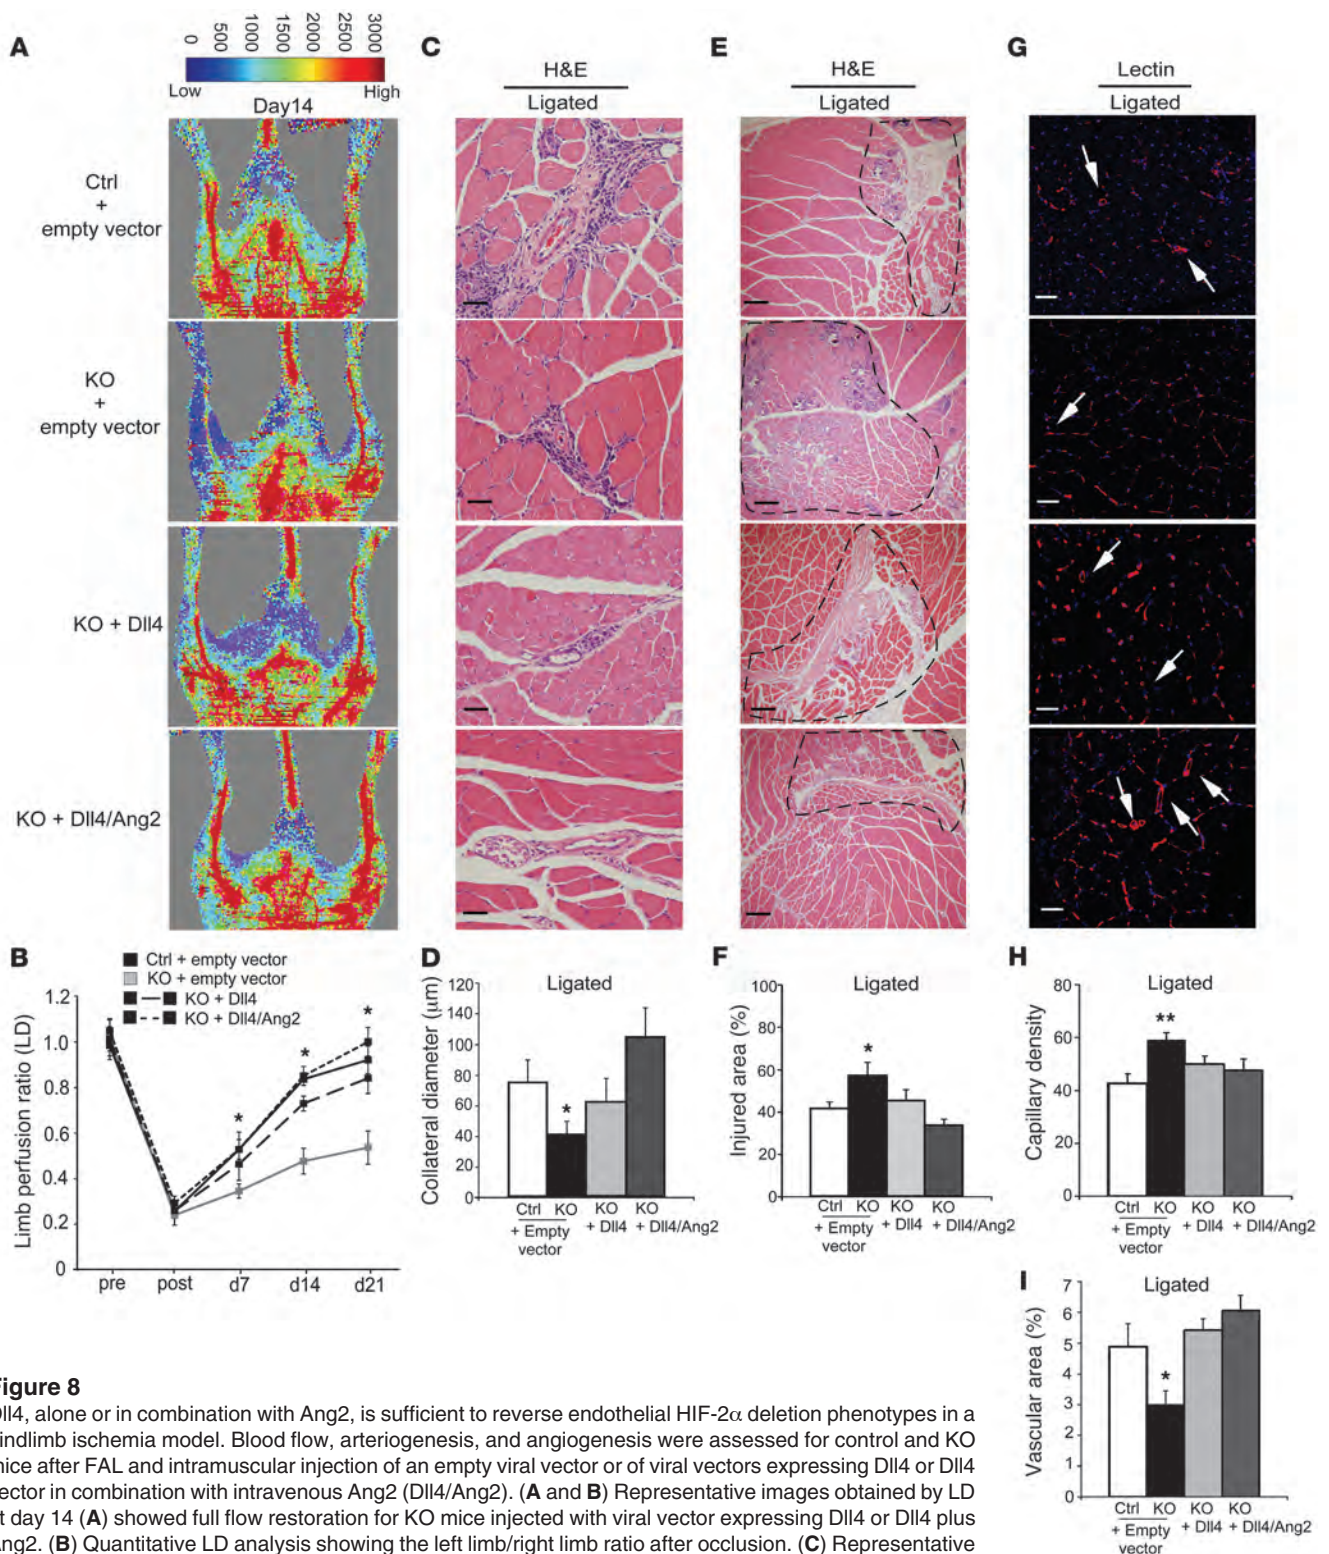 A
0 500 1000 1500 2000 2500 3000
Low High
Day14
Ctrl
+
empty vector
KO
+
empty vector
KO + Dll4
KO + Dll4/Ang2
C
H&E
Ligated
E
H&E
Ligated
G
Lectin
Ligated
B
Ctrl + empty vector
KO + empty vector
KO + Dll4
KO + Dll4/Ang2
Limb perfusion ratio (LD)
1.2
1.0
0.8
0.6
0.4
0.2
0
* * *
pre post d7 d14 d21
D
Ligated
Collateral diameter (μm)
120
140
100
80
60
40
20
0
*
Ctrl KO KO KO
+ Empty + Dll4 + Dll4/Ang2
vector
F
Ligated
Injured area (%)
100
80
60
40
20
0
*
Ctrl KO KO KO
+ Empty + Dll4 + Dll4/Ang2
vector
H
Ligated
Capillary density
80
60
40
20
0
**
Ctrl KO KO KO
+ Empty + Dll4 + Dll4/Ang2
vector
I
Ligated
Vascular area (%)
7
6
5
4
3
2
1
0
*
Ctrl KO KO KO
+ Empty + Dll4 + Dll4/Ang2
vector
igure 8
ll4, alone or in combination with Ang2, is sufficient to reverse endothelial HIF-2α deletion phenotypes in a
indlimb ischemia model. Blood flow, arteriogenesis, and angiogenesis were assessed for control and KO
ice after FAL and intramuscular injection of an empty viral vector or of viral vectors expressing Dll4 or Dll4
ector in combination with intravenous Ang2 (Dll4/Ang2). (A and B) Representative images obtained by LD
t day 14 (A) showed full flow restoration for KO mice injected with viral vector expressing Dll4 or Dll4 plus
ng2. (B) Quantitative LD analysis showing the left limb/right limb ratio after occlusion. (C) Representative